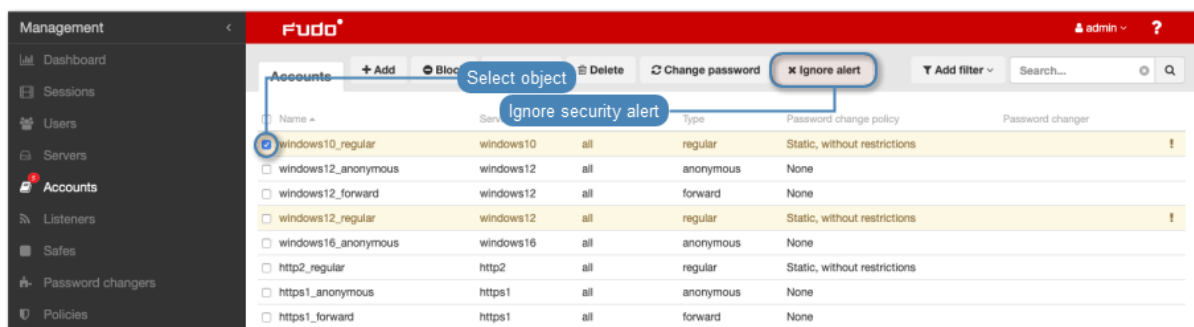 Management
Fudo
admin
?
Dashboard
Sessions
Users
Servers
5
Accounts
Listeners
Safes
Password changers
Policies
Accounts
+ Add
Delete
Change password
Ignore alert
Add filter
Search...
Select object
Ignore security alert
Name
Type
Password change policy
Password changer
windows10_regular windows10 all regular Static, without restrictions !
windows12_anonymous windows12 all anonymous None
windows12_forward windows12 all forward None
windows12_regular windows12 all regular Static, without restrictions !
windows16_anonymous windows16 all anonymous None
http2_regular http2 all regular Static, without restrictions
https1_anonymous https1 all anonymous None
https1_forward https1 all forward None